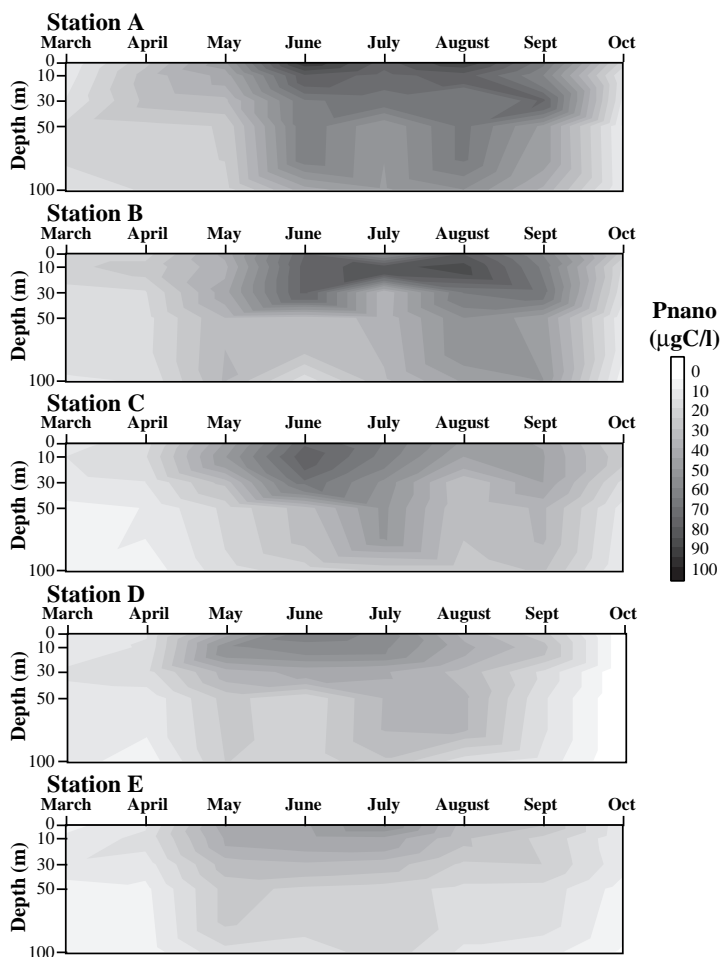 Station A
March April May June July August Sept Oct
0
10
30
50
100
Depth (m)
Station B
March April May June July August Sept Oct
0
10
30
50
100
Depth (m)
Station C
March April May June July August Sept Oct
0
10
30
50
100
Depth (m)
Station D
March April May June July August Sept Oct
0
10
30
50
100
Depth (m)
Station E
March April May June July August Sept Oct
0
10
30
50
100
Depth (m)
Pnano
(µgC/l)
0
10
20
30
40
50
60
70
80
90
100